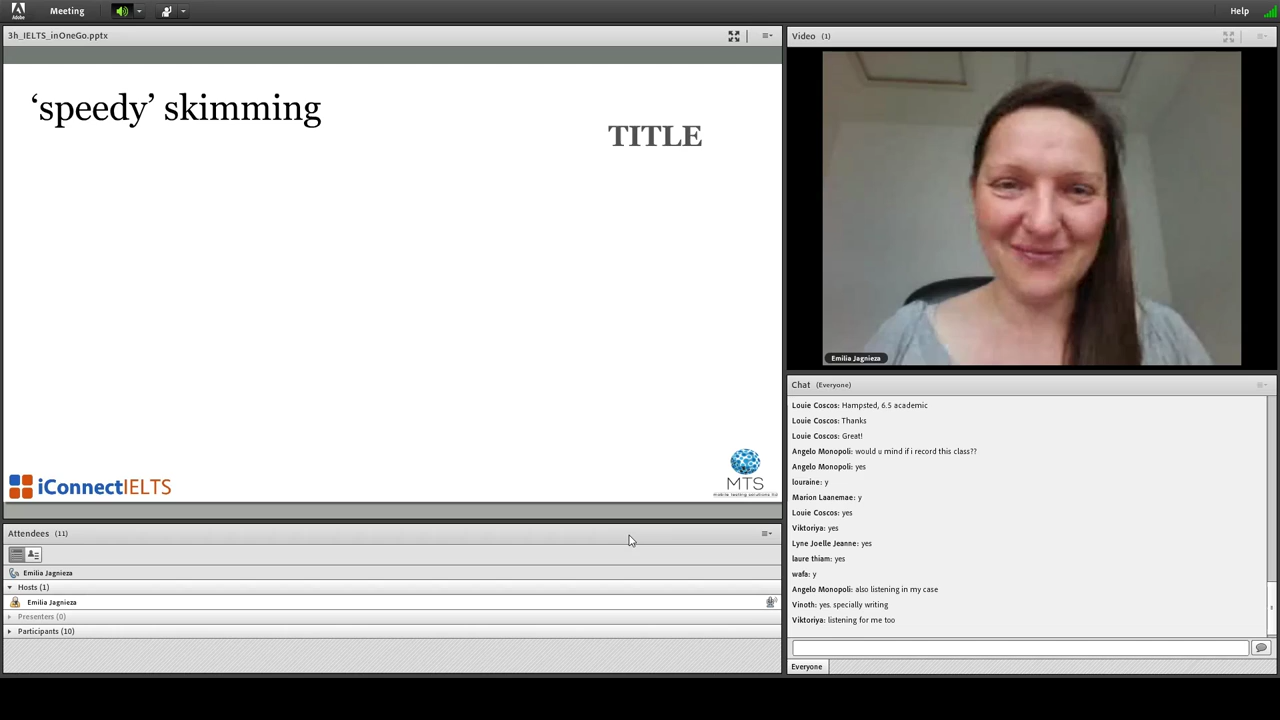 Meeting
Help
3h_IELTS_inOneGo.pptx
‘speedy’ skimming
TITLE
iConnectIELTS
MTS
mobile testing solutions ltd
Attendees (11)
Emilia Jagnieza
Hosts (1)
Emilia Jagnieza
Presenters (0)
Participants (10)
Video (1)
Emilia Jagnieza
Chat (Everyone)
Louie Coscos: Hampsted, 6.5 academic
Louie Coscos: Thanks
Louie Coscos: Great!
Angelo Monopoli: would u mind if i record this class??
Angelo Monopoli: yes
louraine: y
Marion Laanemae: y
Louie Coscos: yes
Viktoriya: yes
Lyne Joelle Jeanne: yes
laure thiam: yes
wafa: y
Angelo Monopoli: also listening in my case
Vinoth: yes. specially writing
Viktoriya: listening for me too
Everyone